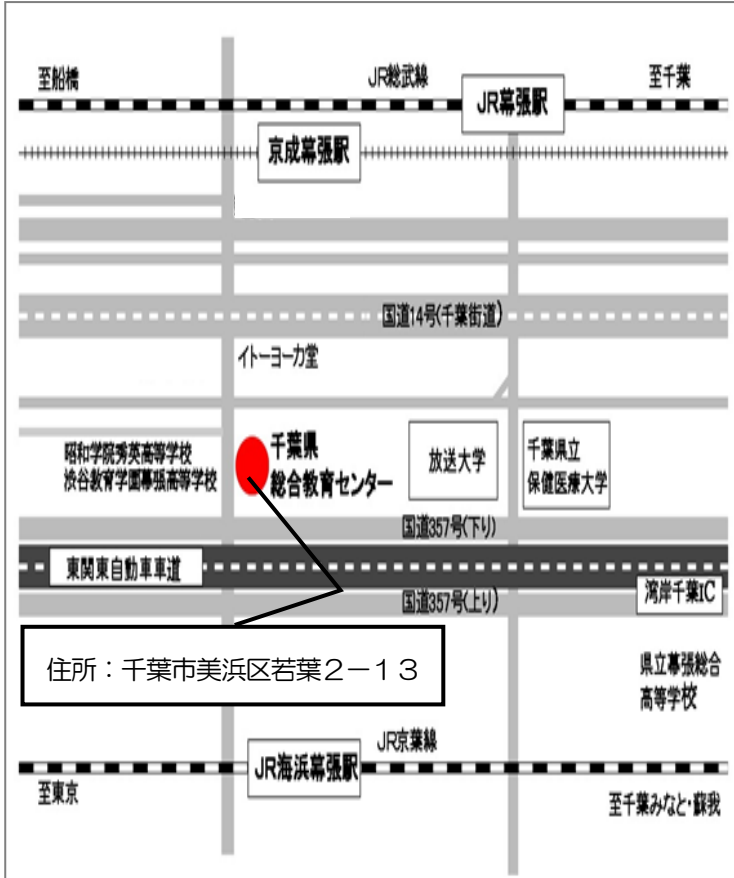 至船橋
JR総武線
JR幕張駅
至千葉
京成幕張駅
国道14号(千葉街道)
イトーヨーカ堂
昭和学院秀英高等学校
渋谷教育学園幕張高等学校
千葉県
総合教育センター
放送大学
千葉県立
保健医療大学
国道357号(下り)
東関東自動車車道
国道357号(上り)
湾岸千葉IC
住所：千葉市美浜区若葉２－１３
県立幕張総合
高等学校
JR京葉線
JR海浜幕張駅
至東京
至千葉みなと・蘇我